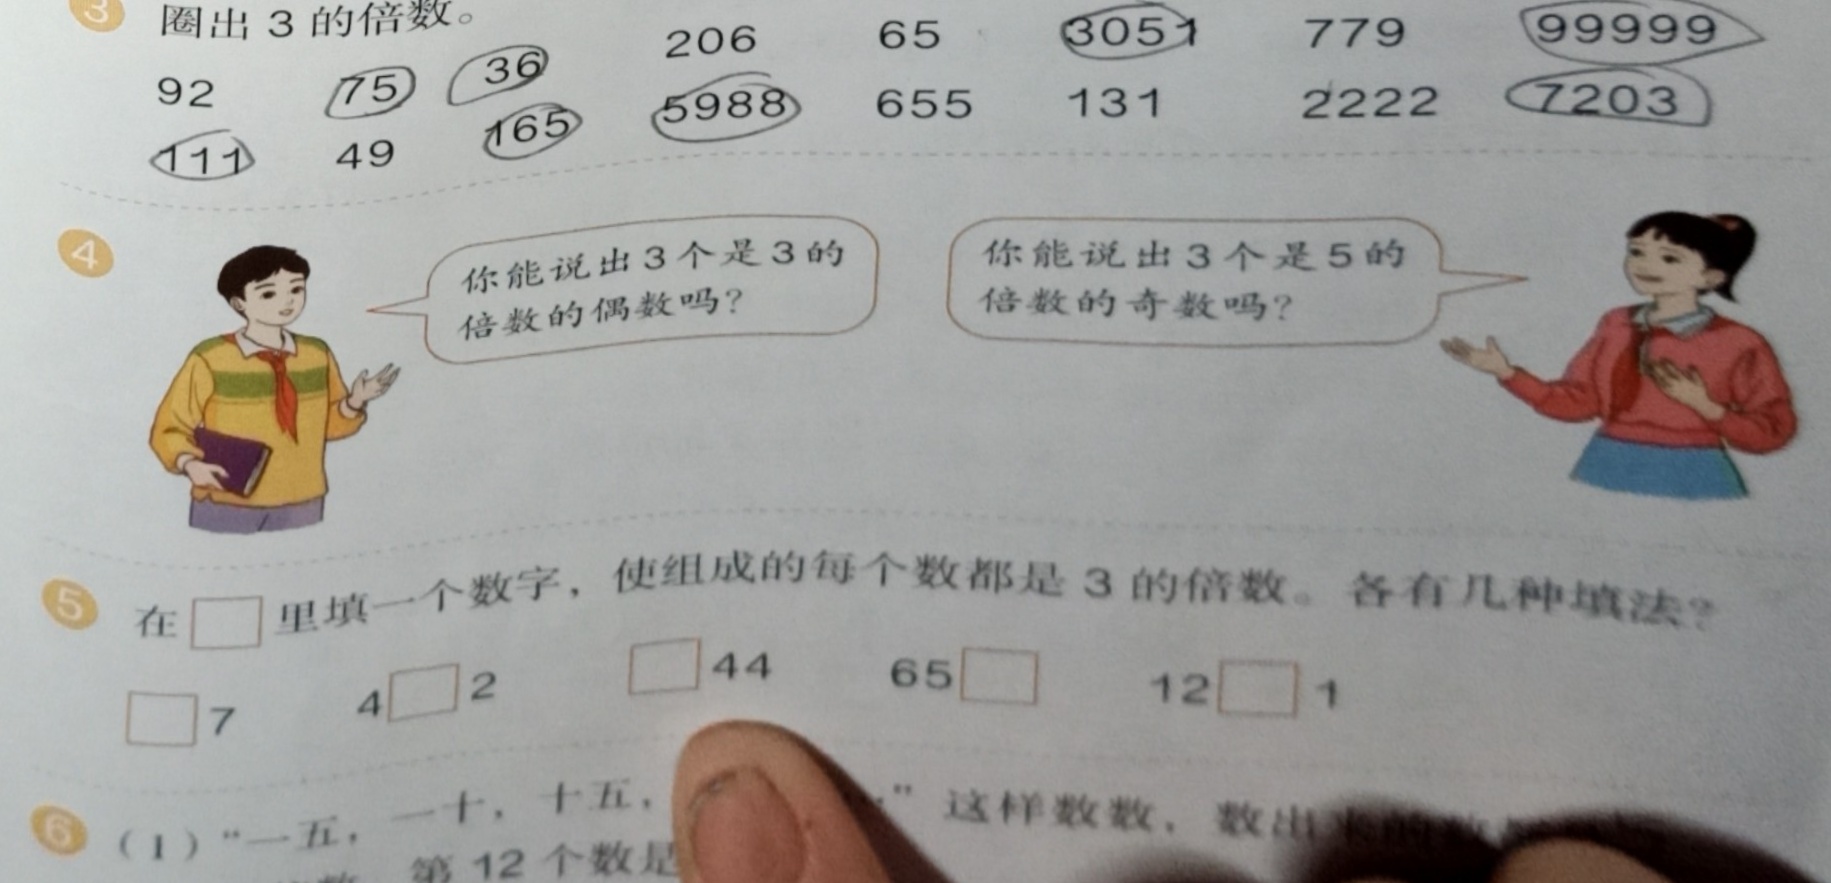 3 圈出 3 的倍数。
92 75 36 206 65 3051 779 99999
111 49 165 5988 655 131 2222 7203
4
你能说出3个是3的
倍数的偶数吗？
你能说出3个是5的
倍数的奇数吗？
5 在□里填一个数字，使组成的每个数都是 3 的倍数。各有几种填法？
□7 4□2 □44 65□ 12□1
6 (1)“一五，一十，十五，” 这样数数，数出
第 12 个数是